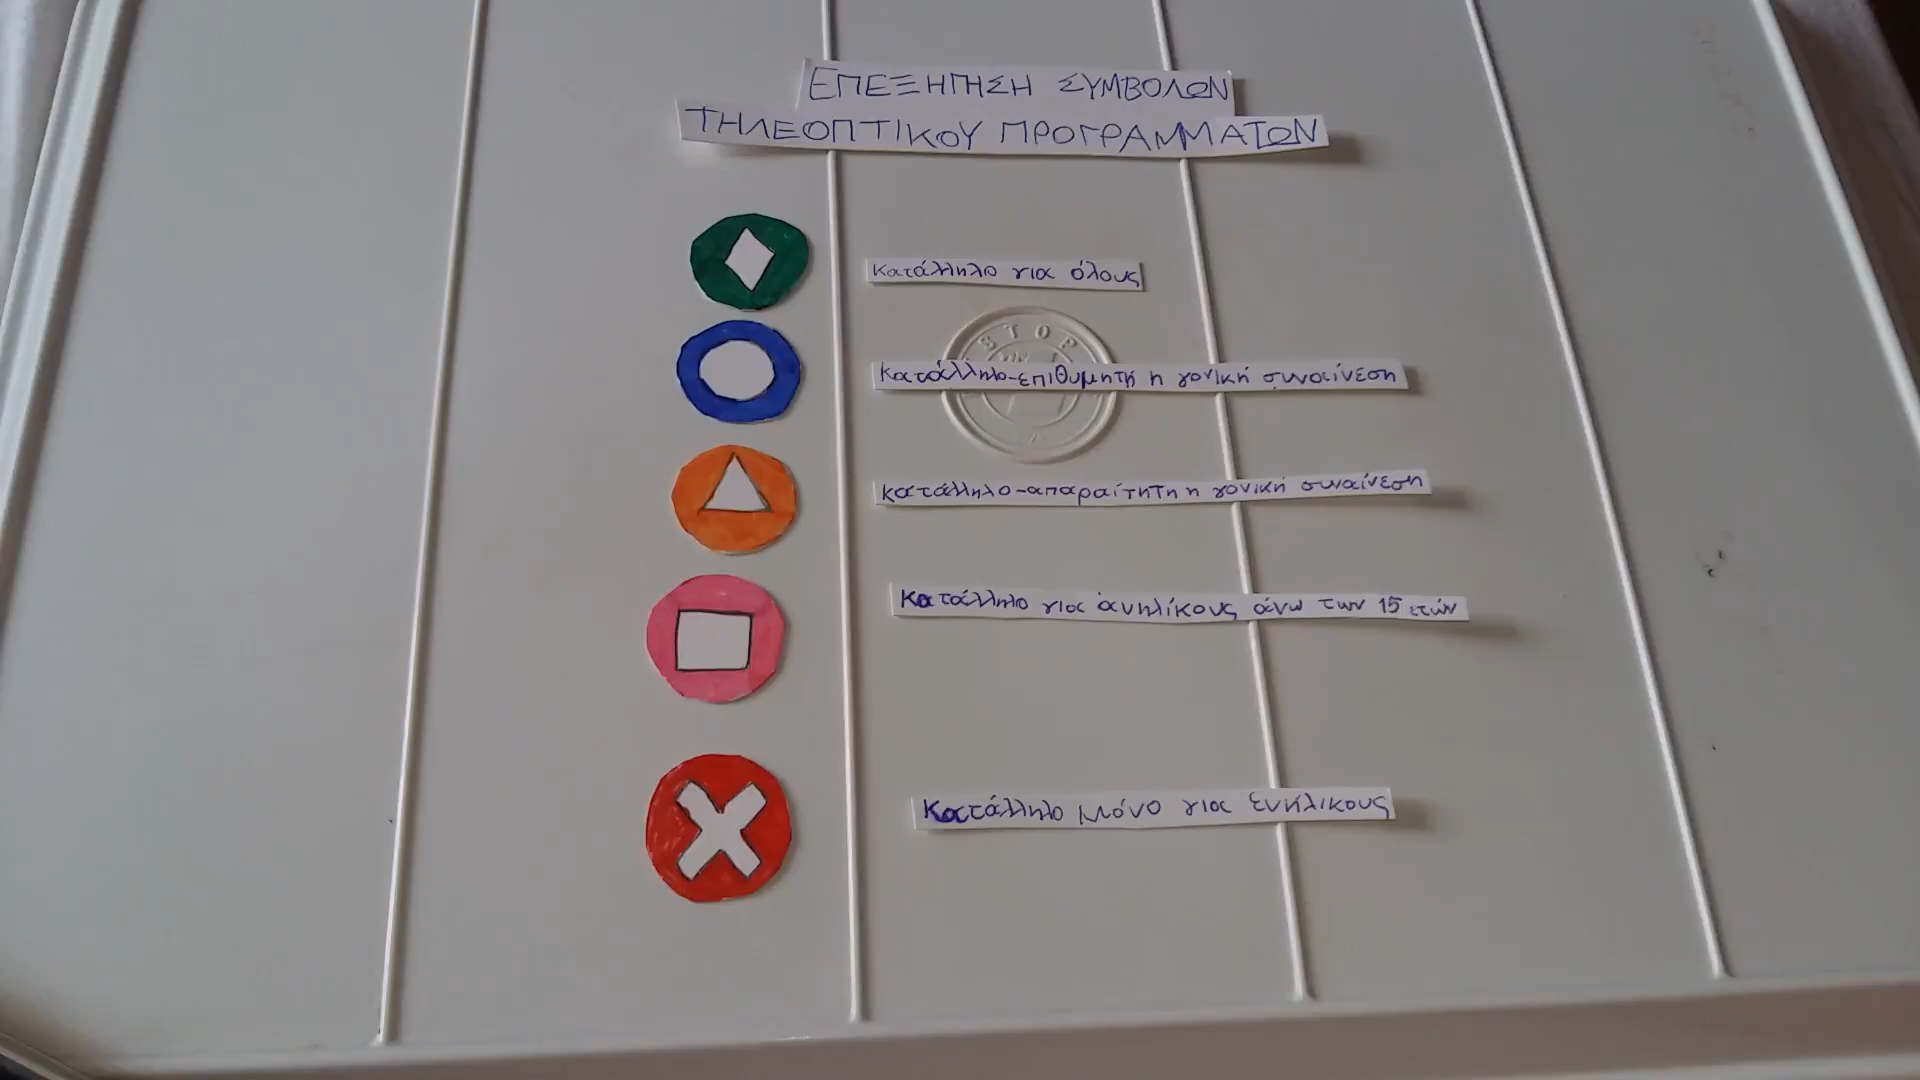 ΕΠΕΞΗΓΗΣΗ ΣΥΜΒΟΛΩΝ
ΤΗΛΕΟΠΤΙΚΟΥ ΠΡΟΓΡΑΜΜΑΤΩΝ
Κατάλληλο για όλους
STOP
Κατάλληλο-επιθυμητή η γονική συναίνεση
κατάλληλο-απαραίτητη η γονική συναίνεση
Κατάλληλο για ανηλίκους άνω των 15 ετών
Κατάλληλο μόνο για ενήλικους